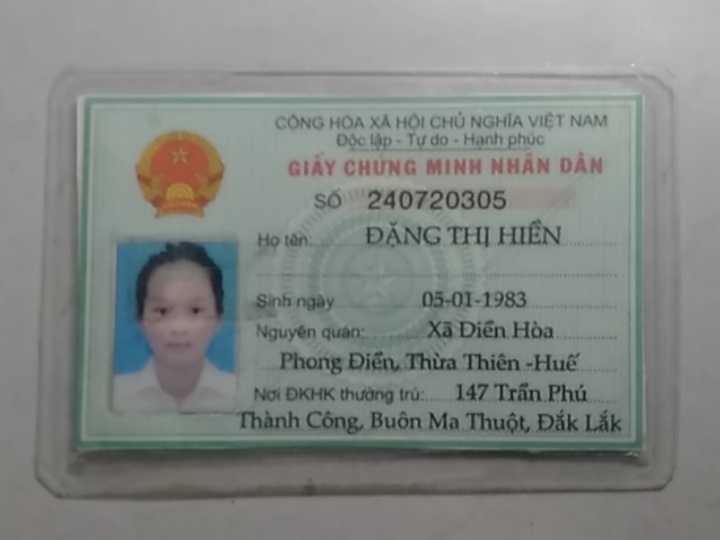 CỘNG HÒA XÃ HỘI CHỦ NGHĨA VIỆT NAM
Độc lập - Tự do - Hạnh phúc
GIẤY CHỨNG MINH NHÂN DÂN
SỐ 240720305
Họ tên: ĐẶNG THỊ HIỀN
Sinh ngày 05-01-1983
Nguyên quán: Xã Điền Hòa
Phong Điền, Thừa Thiên -Huế
Nơi ĐKHK thường trú: 147 Trần Phú
Thành Công, Buôn Ma Thuột, Đắk Lắk